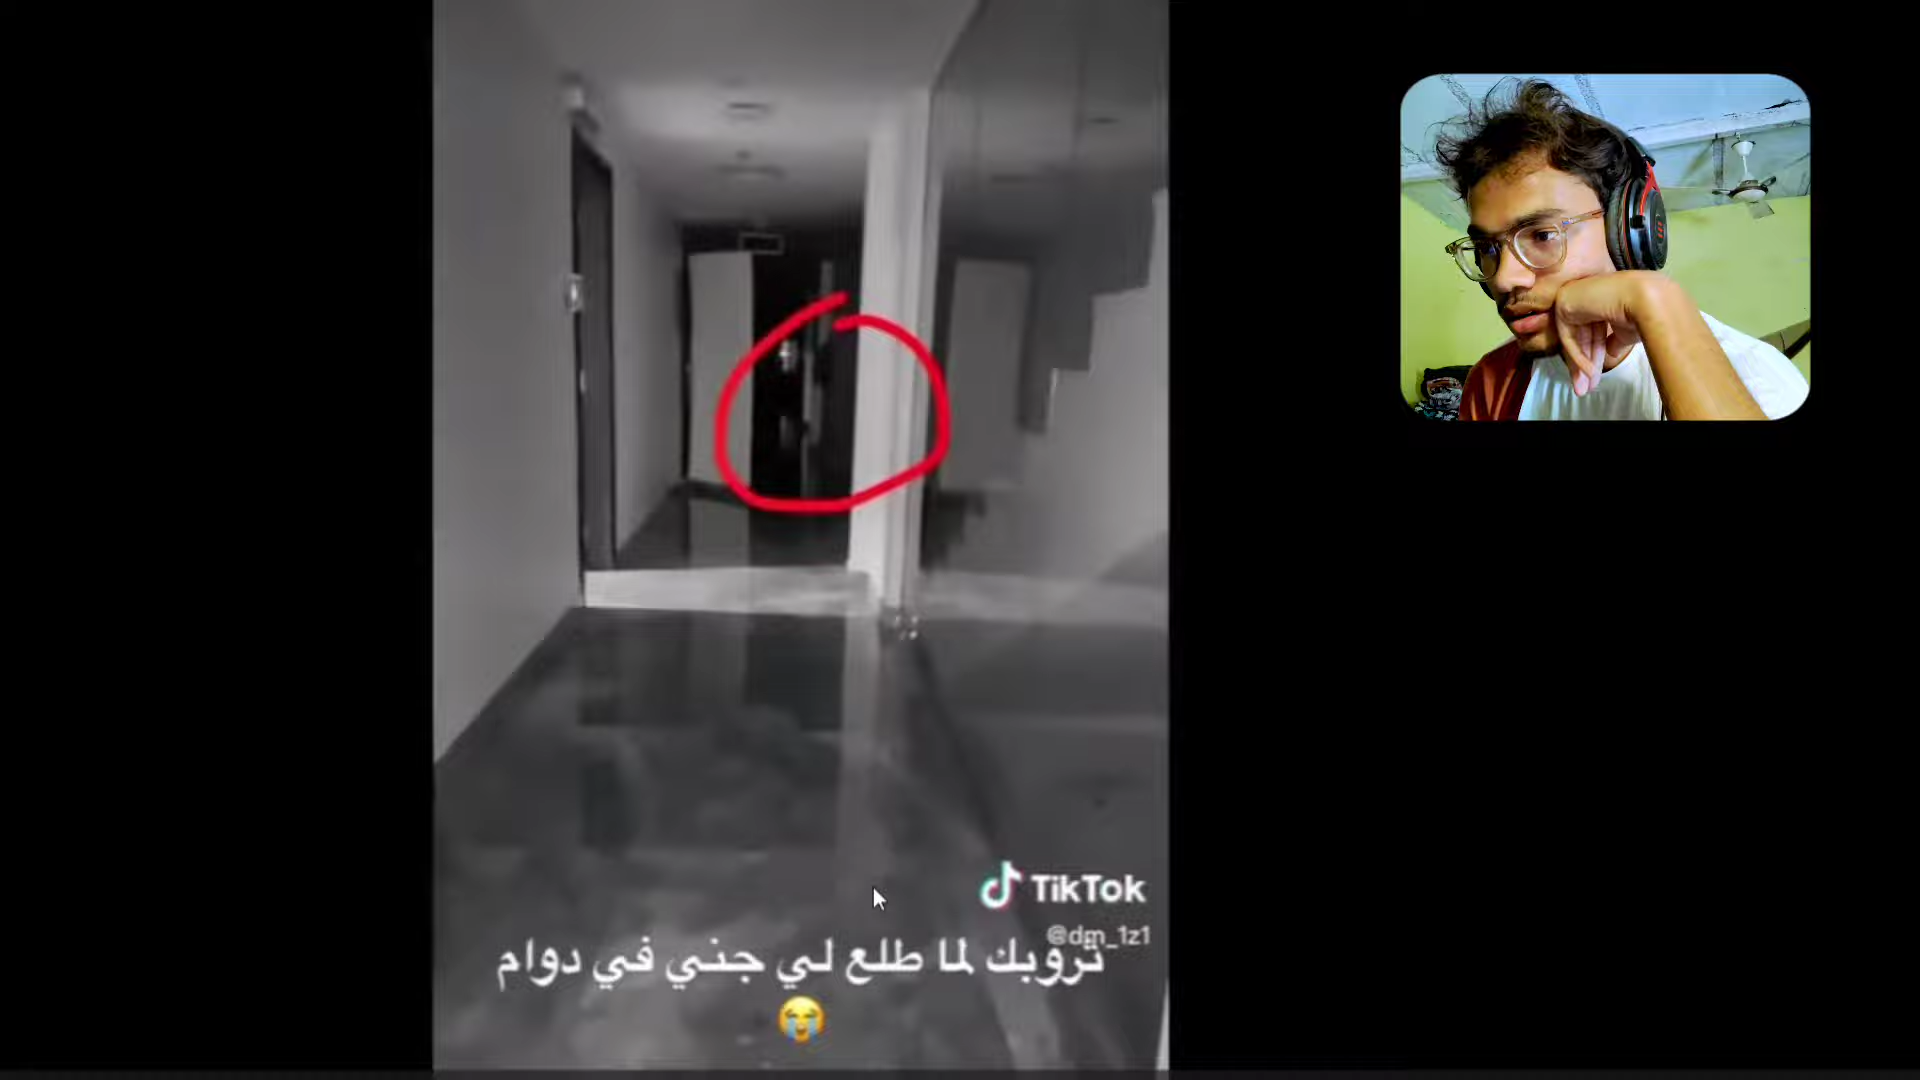 TikTok
@dm_1z1
تروبك لما طلع لي جني في دوام
😭